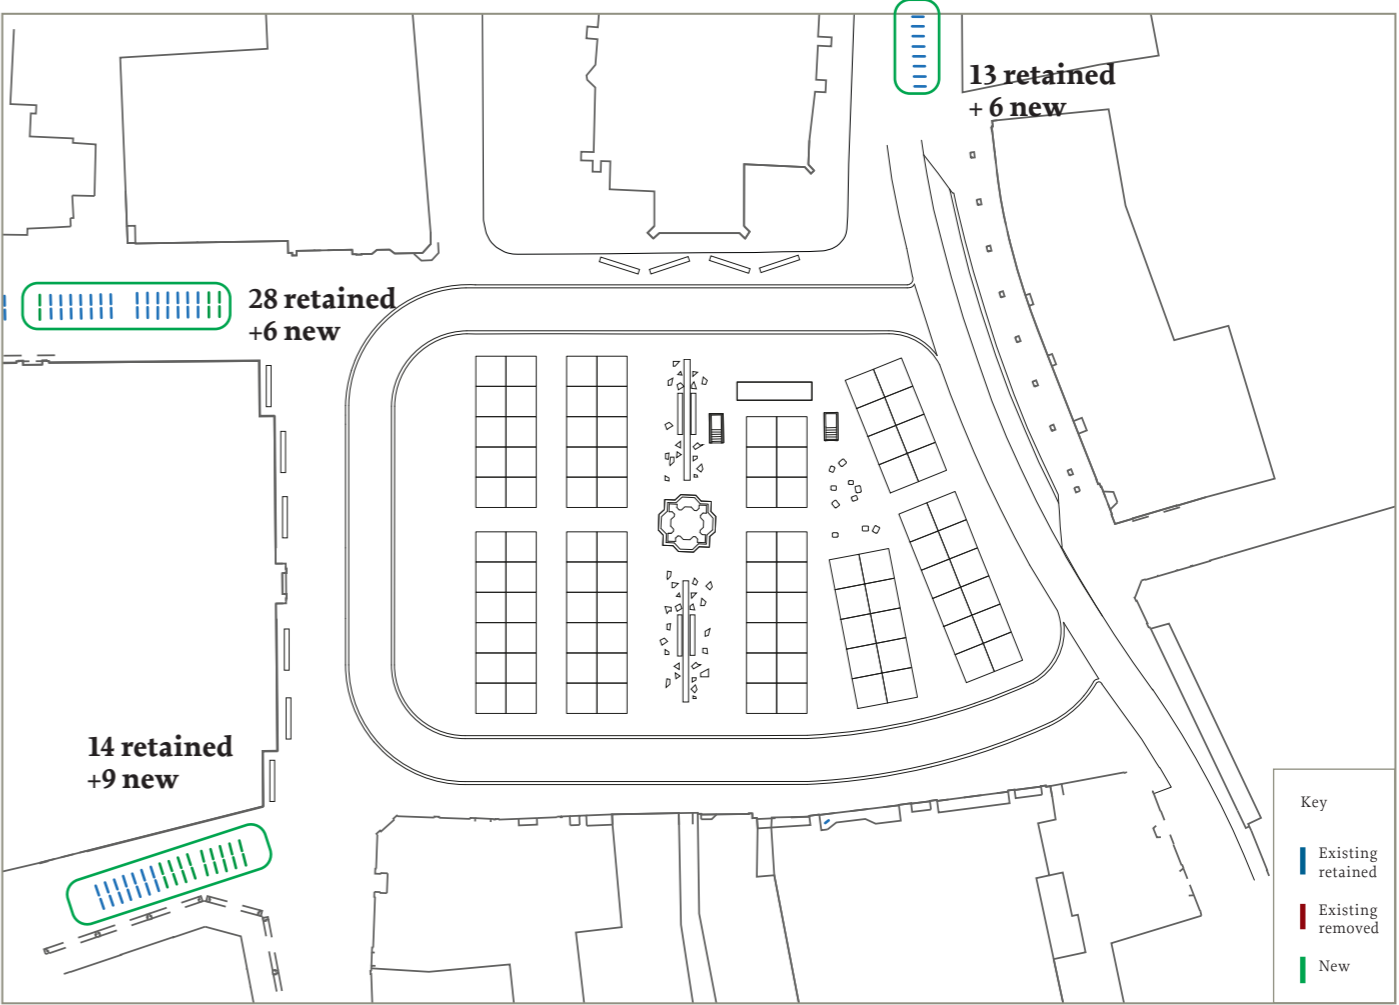 13 retained
+ 6 new
28 retained
+6 new
14 retained
+9 new
Key
Existing
retained
Existing
removed
New